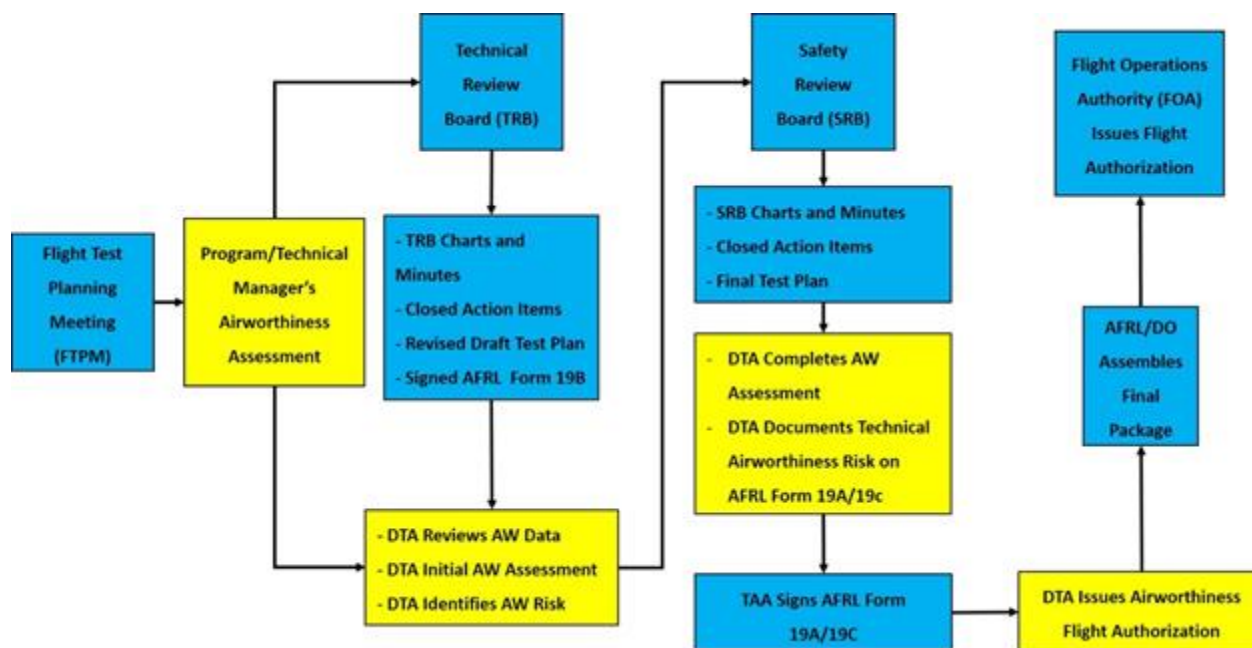 Flight Test
Planning
Meeting
(FTPM)
Program/Technical
Manager's
Airworthiness
Assessment
Technical
Review
Board (TRB)
- TRB Charts and
Minutes
- Closed Action Items
- Revised Draft Test Plan
- Signed AFRL Form 19B
- DTA Reviews AW Data
- DTA Initial AW Assessment
- DTA Identifies AW Risk
Safety
Review
Board (SRB)
- SRB Charts and Minutes
- Closed Action Items
- Final Test Plan
- DTA Completes AW
Assessment
- DTA Documents Technical
Airworthiness Risk on
AFRL Form 19A/19c
TAA Signs AFRL Form
19A/19C
DTA Issues Airworthiness
Flight Authorization
AFRL/DO
Assembles
Final
Package
Flight Operations
Authority (FOA)
Issues Flight
Authorization